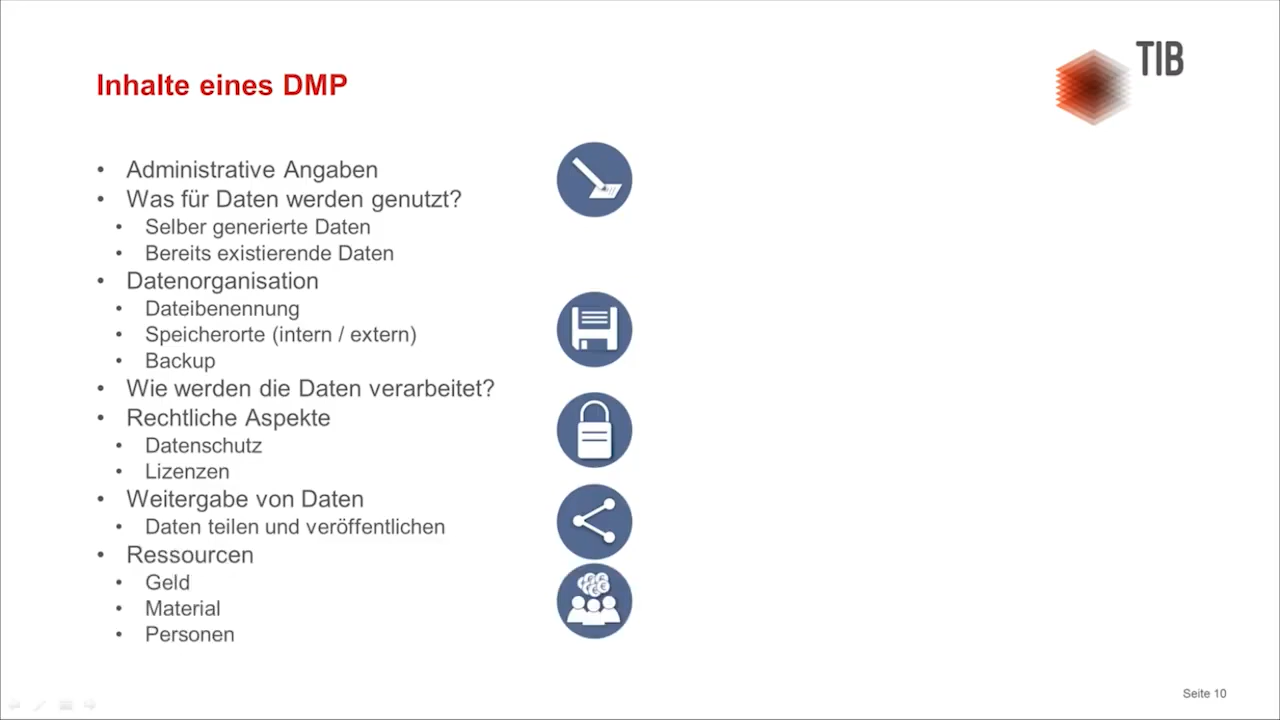 TIB
Inhalte eines DMP
• Administrative Angaben
• Was für Daten werden genutzt?
• Selber generierte Daten
• Bereits existierende Daten
• Datenorganisation
• Dateibenennung
• Speicherorte (intern / extern)
• Backup
• Wie werden die Daten verarbeitet?
• Rechtliche Aspekte
• Datenschutz
• Lizenzen
• Weitergabe von Daten
• Daten teilen und veröffentlichen
• Ressourcen
• Geld
• Material
• Personen
Seite 10